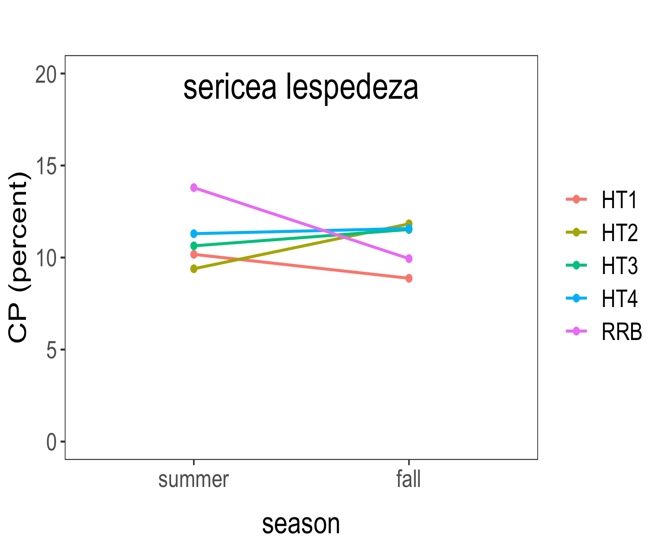 sericea lespedeza
CP (percent)
20
15
10
5
0
summer fall
season
HT1
HT2
HT3
HT4
RRB